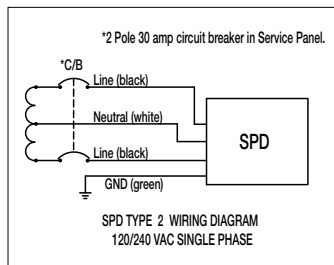 *2 Pole 30 amp circuit breaker in Service Panel.
*C/B
Line (black)
Neutral (white)
SPD
Line (black)
GND (green)
SPD TYPE 2 WIRING DIAGRAM
120/240 VAC SINGLE PHASE